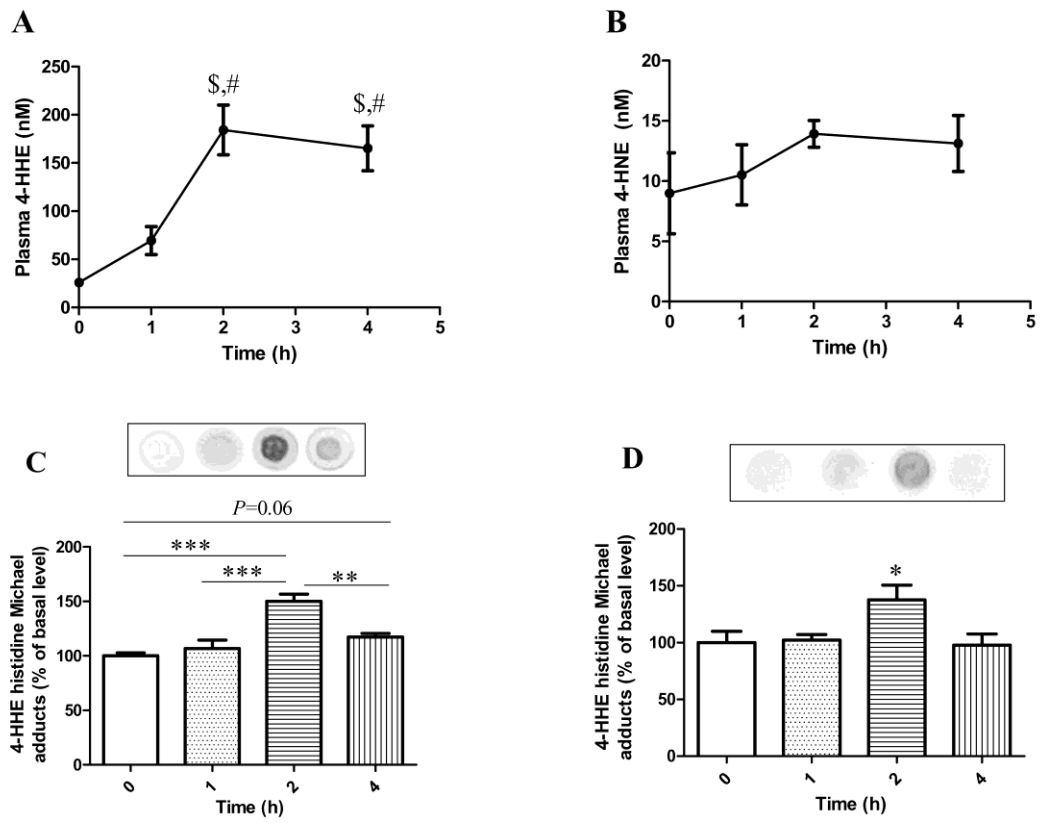 A
Plasma 4-HHE (nM)
250
200
150
100
50
0
$,#
$,#
0 1 2 3 4 5
Time (h)
B
Plasma 4-HNE (nM)
20
15
10
5
0
0 1 2 3 4 5
Time (h)
C
P=0.06
***
***
**
4-HHE histidine Michael
adducts (% of basal level)
200
150
100
50
0
0 1 2 4
Time (h)
D
*
4-HHE histidine Michael
adducts (% of basal level)
200
150
100
50
0
0 1 2 4
Time (h)